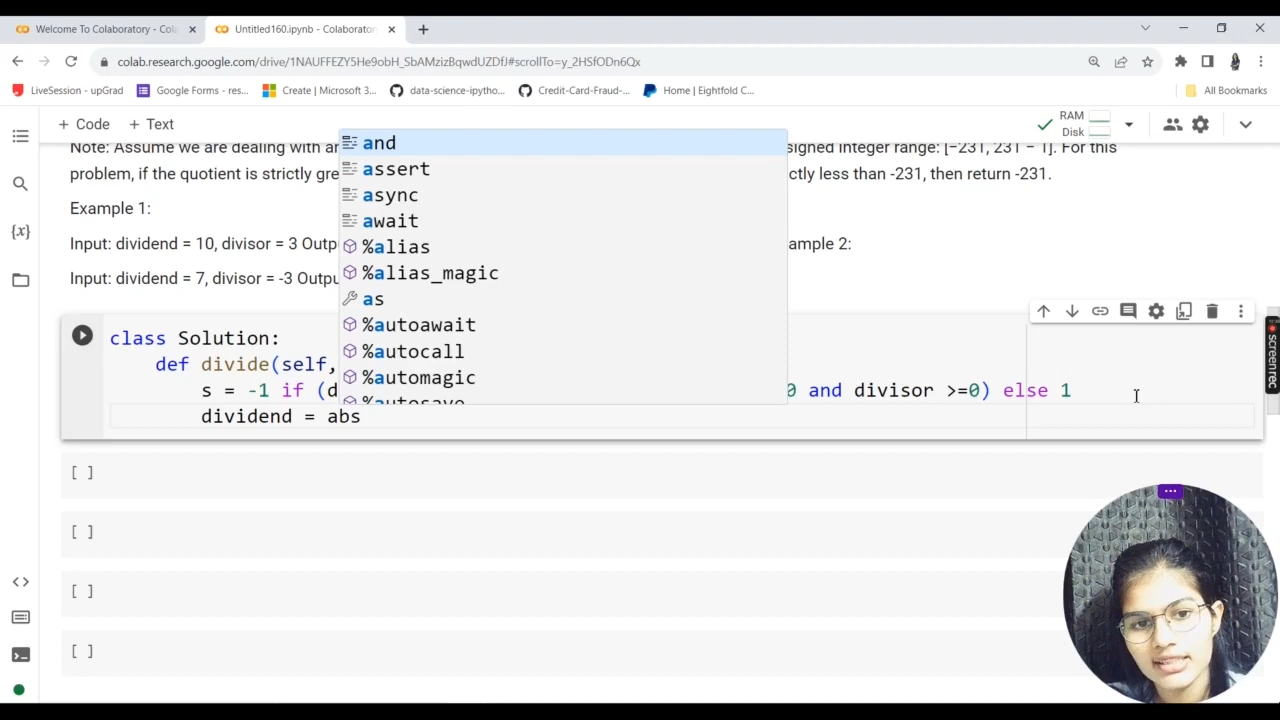 Welcome To Colaboratory - Cola
Untitled160.ipynb - Colaboratory
colab.research.google.com/drive/1NAUFFEZY5He9obH_SbAMzizBqwdUZDfJ#scrollTo=y_2HSfODn6Qx
LiveSession - upGrad
Google Forms - res...
Create | Microsoft 3...
data-science-ipytho...
Credit-Card-Fraud-...
Home | Eightfold C...
All Bookmarks
+ Code
+ Text
RAM
Disk
Note: Assume we are dealing with an signed integer range: [−231, 231 − 1]. For this
problem, if the quotient is strictly gre ctly less than -231, then return -231.
Example 1:
Input: dividend = 10, divisor = 3 Outp ample 2:
Input: dividend = 7, divisor = -3 Outpu
and
assert
async
await
%alias
%alias_magic
as
%autoawait
%autocall
%automagic
%autosave
class Solution:
def divide(self,
s = -1 if (d 0 and divisor >=0) else 1
dividend = abs
[ ]
[ ]
[ ]
[ ]
{x}
<>
screenrec